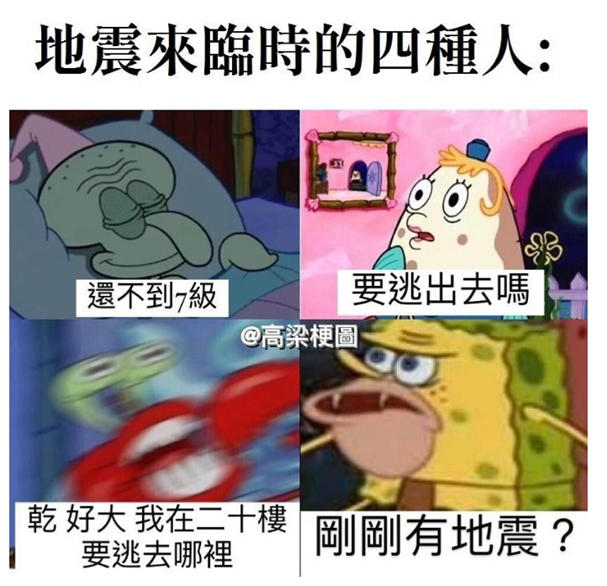 地震來臨時的四種人:
還不到7級
要逃出去嗎
@高梁梗圖
乾 好大 我在二十樓
要逃去哪裡
剛剛有地震？